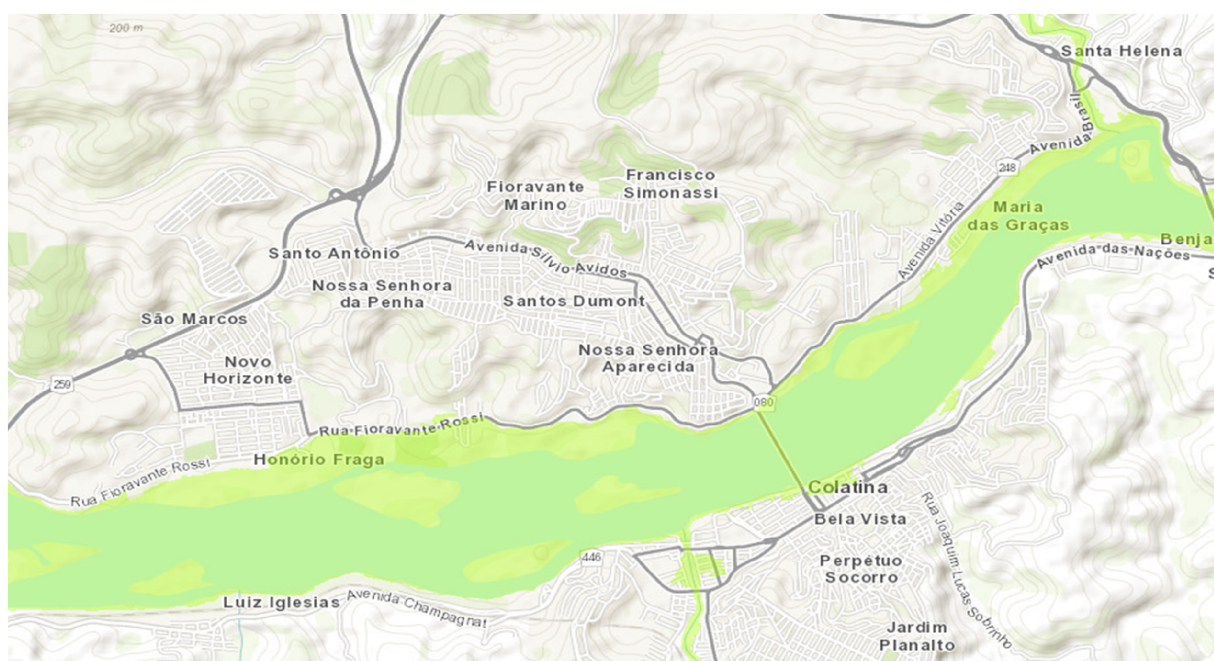 200 m
Santa Helena
Avenida Brasil
248
Francisco
Simonassi
Fioravante
Marino
Maria
das Graças
Avenida Vitória
Benja
Avenida das Nações
S
Santo Antônio
Avenida Sílvio Avidos
Nossa Senhora
da Penha
Santos Dumont
São Marcos
Nossa Senhora
Aparecida
Novo
Horizonte
259
080
Rua Fioravante Rossi
Honório Fraga
Rua Fioravante Rossi
Colatina
Bela Vista
Rua Joaquim Lucas Sobrinho
446
Perpétuo
Socorro
Luiz Iglesias
Avenida Champagnat
Jardim
Planalto